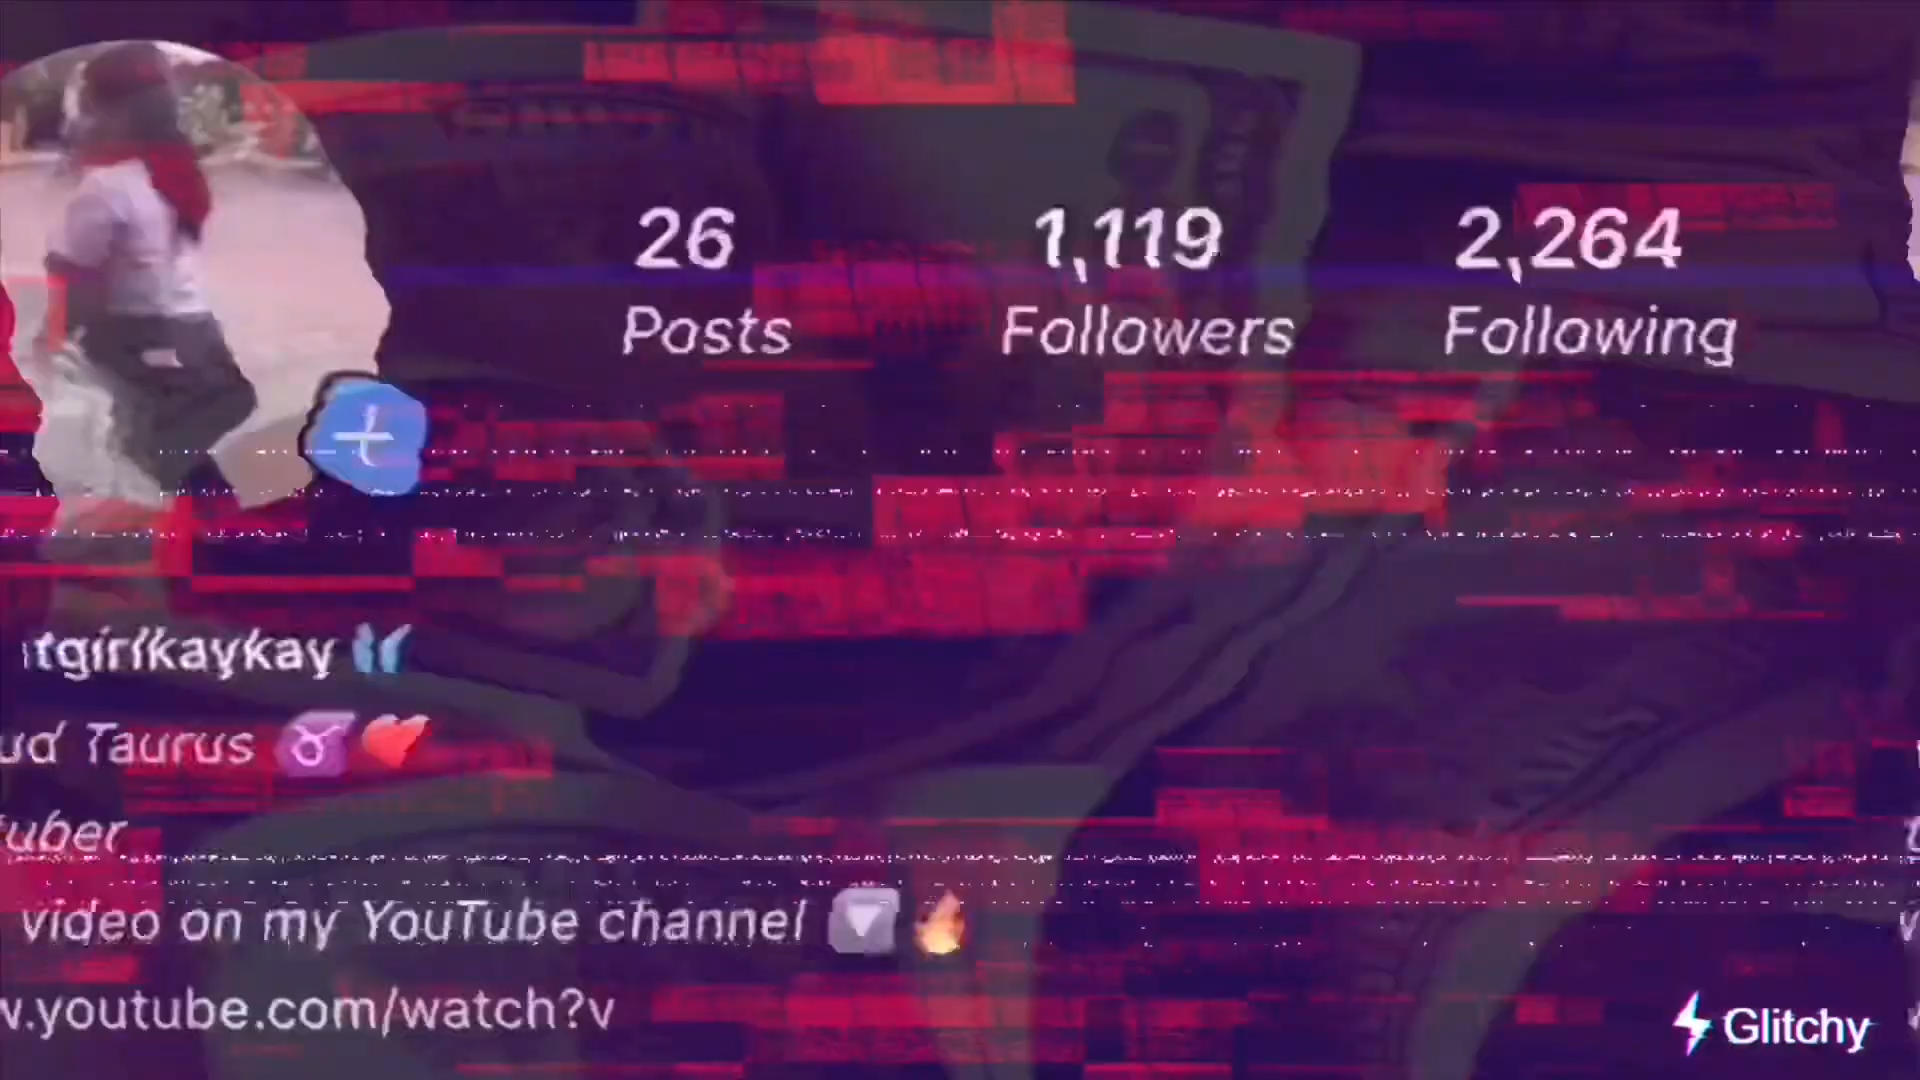 26 1,119 2,264
Posts Followers Following
tgirlkaykay
ud Taurus
tuber
video on my YouTube channel
w.youtube.com/watch?v
Glitchy